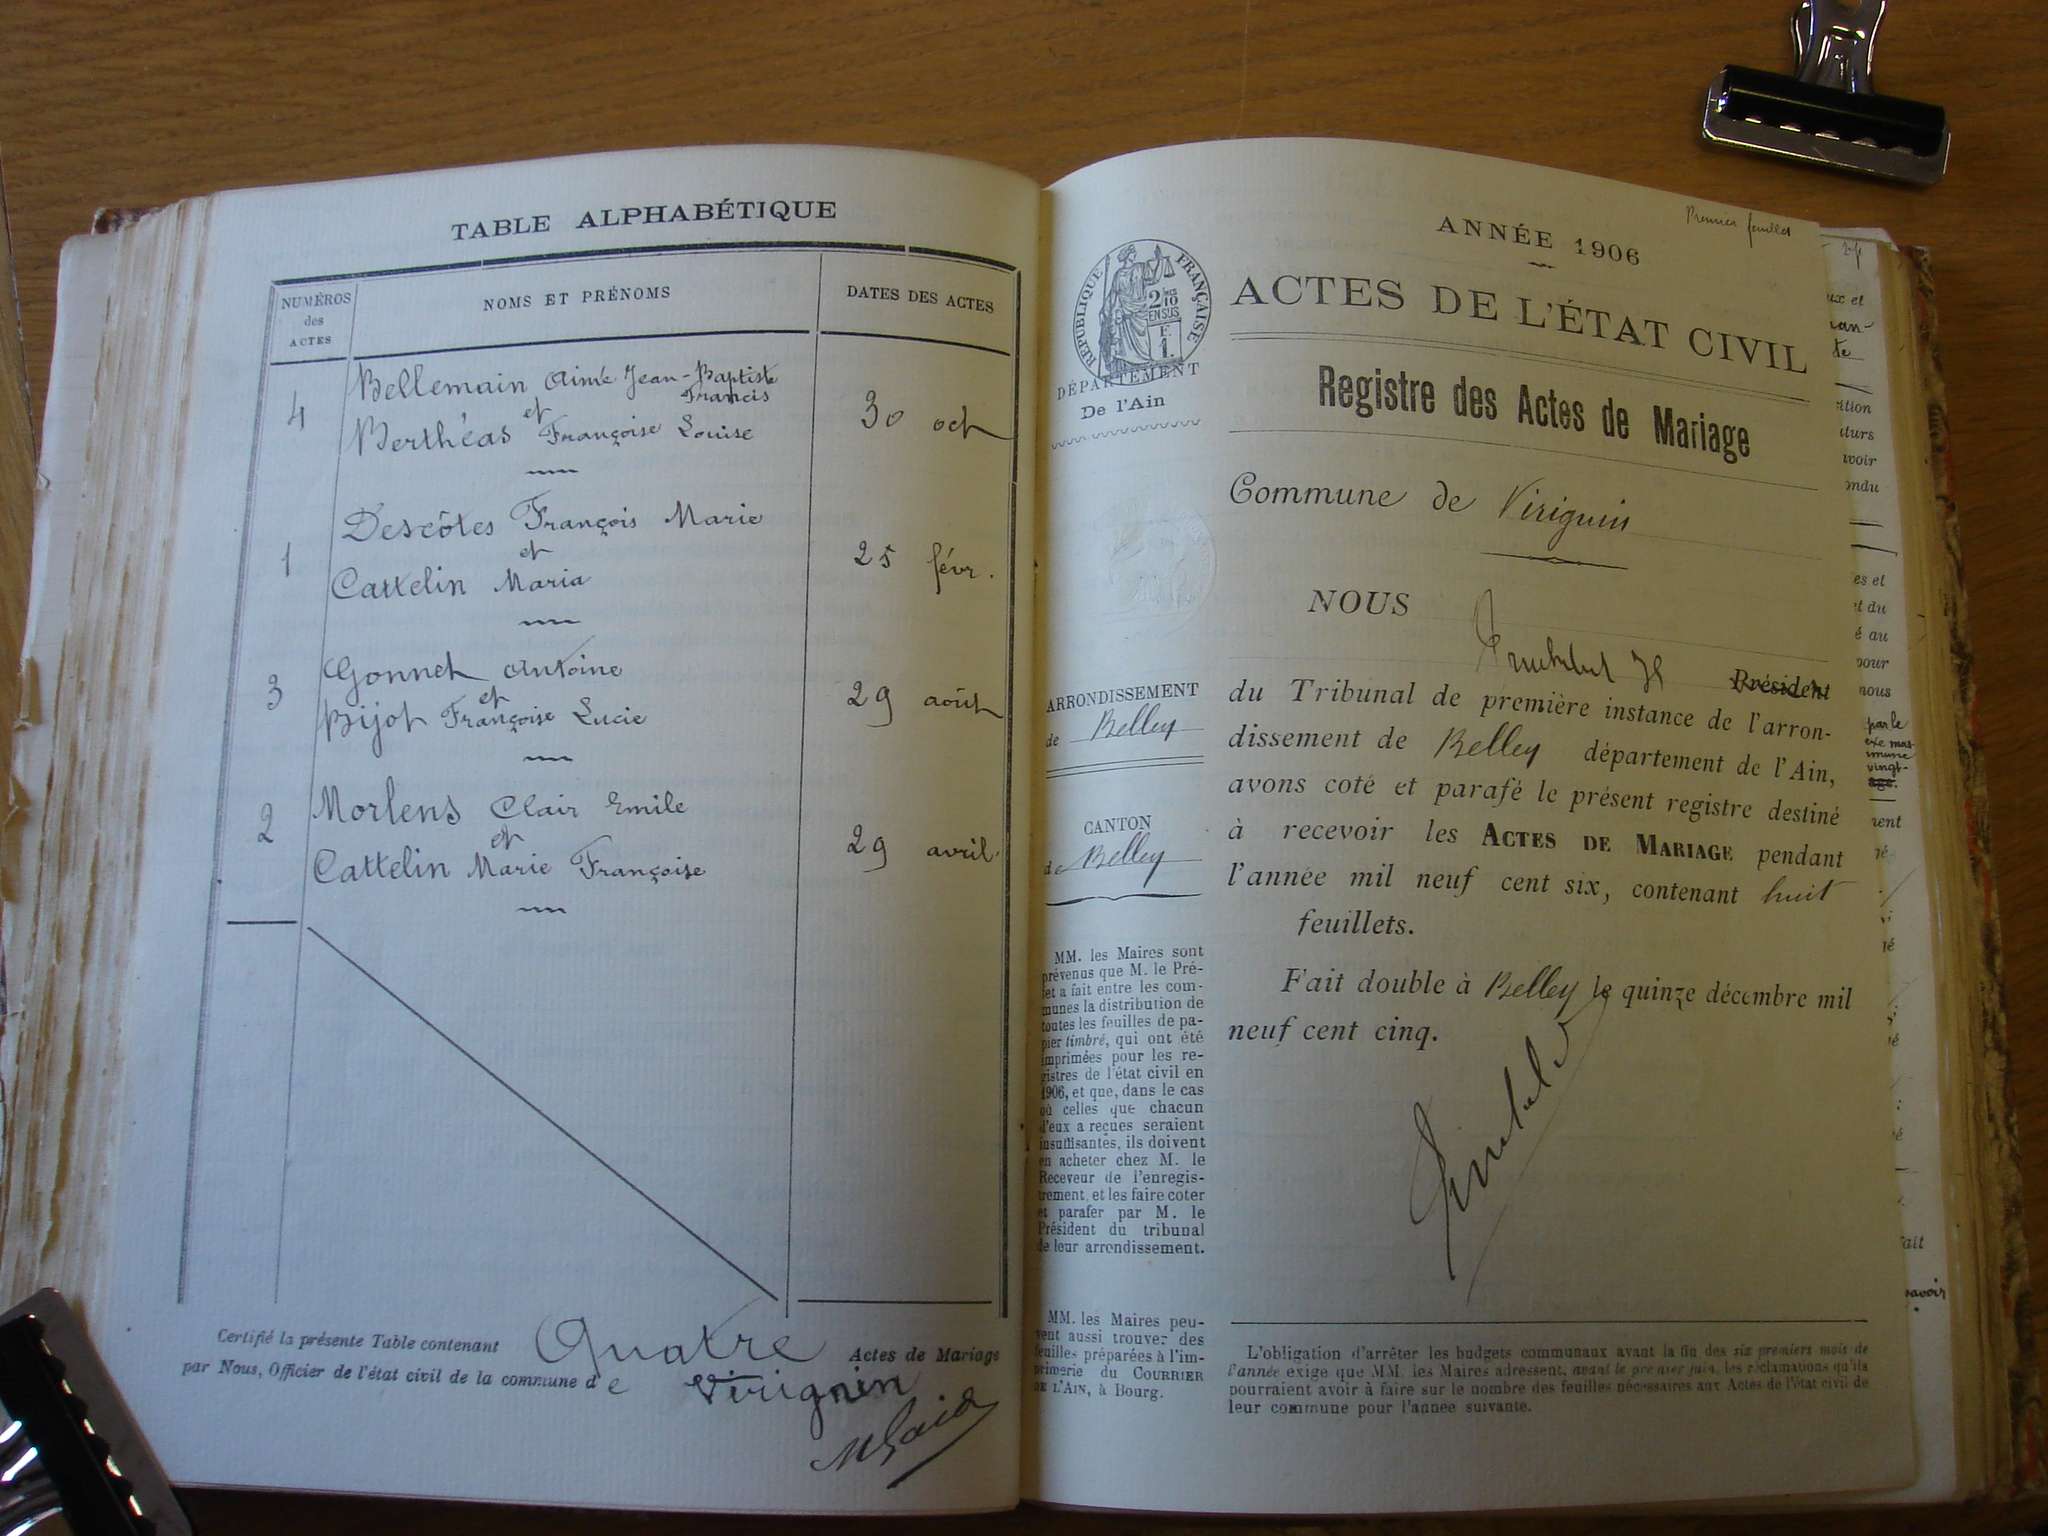 TABLE ALPHABÉTIQUE
NUMÉROS
des
ACTES
NOMS ET PRÉNOMS
DATES DES ACTES
4
Bellemain Aimé Jean-Baptiste
Francis
et
Berthéas Françoise Louise
30 oct
1
Descôtes François Marie
et
Cattelin Maria
25 févr.
3
Gonnet Antoine
et
Bijot Françoise Lucie
29 août
2
Morlens Clair Emile
et
Cattelin Marie Françoise
29 avril
Certifié la présente Table contenant Quatre Actes de Mariage
par Nous, Officier de l'état civil de la commune de Virignin
Premier feuillet
ANNÉE 1906
RÉPUBLIQUE FRANÇAISE
ACTES DE L'ÉTAT CIVIL
DÉPARTEMENT
De l'Ain
Registre des Actes de Mariage
Commune de Virignin
NOUS
Président
du Tribunal de première instance de l'arron-
dissement de Belley département de l'Ain,
avons coté et parafé le présent registre destiné
à recevoir les ACTES DE MARIAGE pendant
l'année mil neuf cent six, contenant huit
feuillets.
Fait double à Belley le quinze décembre mil
neuf cent cinq.
ARRONDISSEMENT
de Belley
CANTON
de Belley
MM. les Maires sont
prévenus que M. le Pré-
fet a fait entre les com-
munes la distribution de
toutes les feuilles de pa-
pier timbré, qui ont été
imprimées pour les re-
gistres de l'état civil en
1906, et que, dans le cas
où celles que chacun
d'eux a reçues seraient
insuffisantes, ils doivent
en acheter chez M. le
Receveur de l'enregis-
trement, et les faire coter
et parafer par M. le
Président du tribunal
de leur arrondissement.
MM. les Maires peu-
vent aussi trouver des
feuilles préparées à l'im-
primerie du COURRIER
DE L'AIN, à Bourg.
L'obligation d'arrêter les budgets communaux avant la fin des six premiers mois de
l'année exige que MM. les Maires adressent, avant le premier juin, les réclamations qu'ils
pourraient avoir à faire sur le nombre des feuilles nécessaires aux Actes de l'état civil de
leur commune pour l'année suivante.